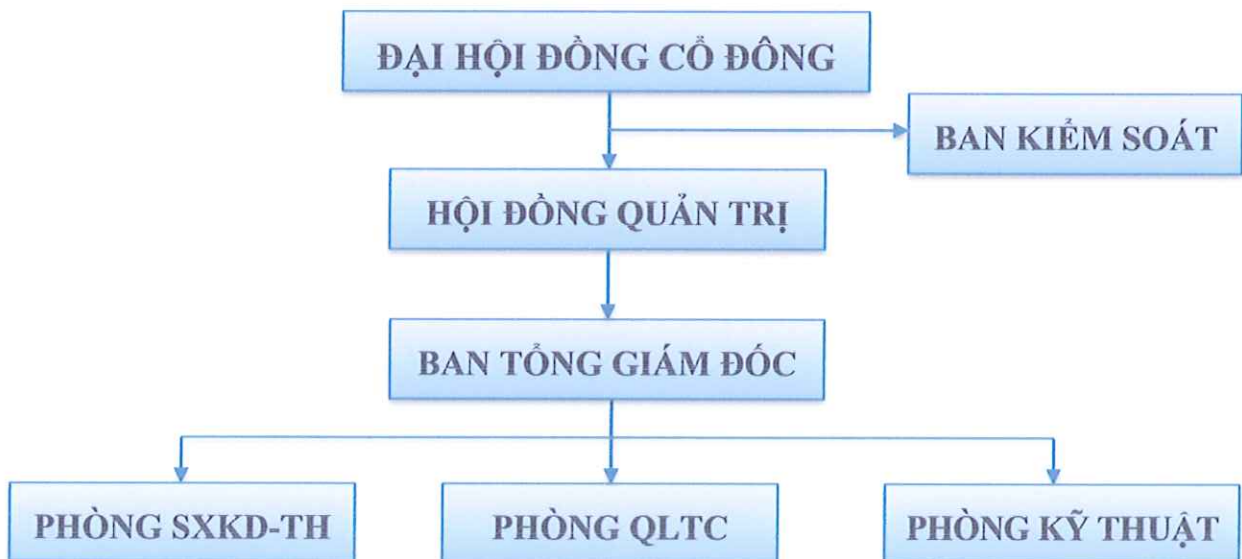 ĐẠI HỘI ĐỒNG CỔ ĐÔNG
BAN KIỂM SOÁT
HỘI ĐỒNG QUẢN TRỊ
BAN TỔNG GIÁM ĐỐC
PHÒNG SXKD-TH
PHÒNG QLTC
PHÒNG KỸ THUẬT